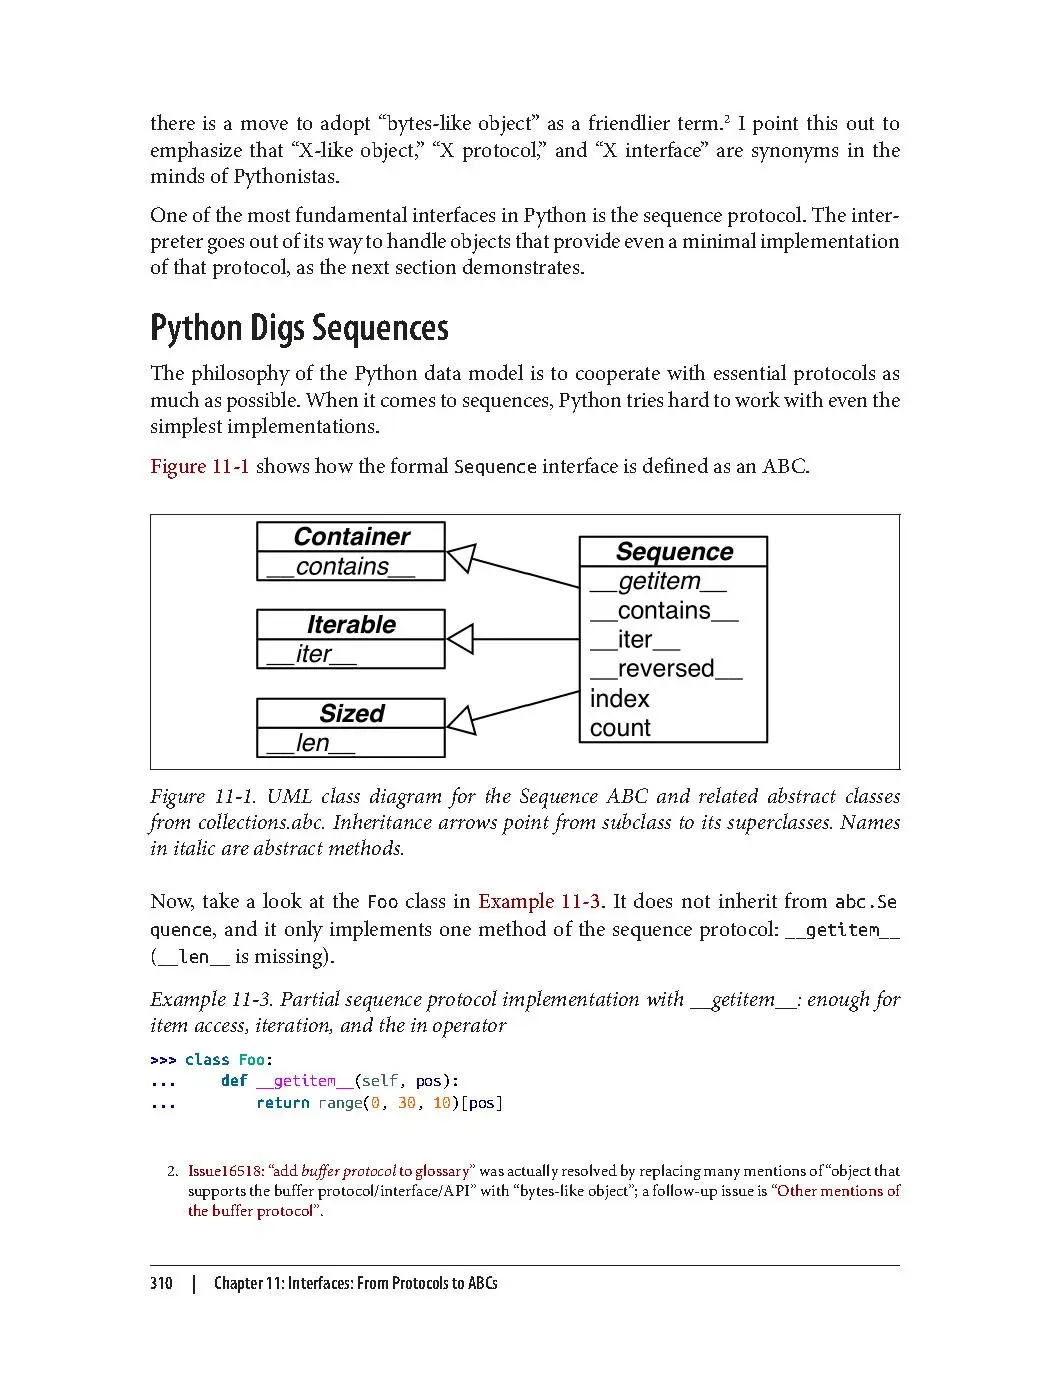 there is a move to adopt “bytes-like object” as a friendlier term.2 I point this out to
emphasize that “X-like object,” “X protocol,” and “X interface” are synonyms in the
minds of Pythonistas.
One of the most fundamental interfaces in Python is the sequence protocol. The inter-
preter goes out of its way to handle objects that provide even a minimal implementation
of that protocol, as the next section demonstrates.
Python Digs Sequences
The philosophy of the Python data model is to cooperate with essential protocols as
much as possible. When it comes to sequences, Python tries hard to work with even the
simplest implementations.
Figure 11-1 shows how the formal Sequence interface is defined as an ABC.
Container
__contains__
Iterable
__iter__
Sized
__len__
Sequence
__getitem__
__contains__
__iter__
__reversed__
index
count
Figure 11-1. UML class diagram for the Sequence ABC and related abstract classes
from collections.abc. Inheritance arrows point from subclass to its superclasses. Names
in italic are abstract methods.
Now, take a look at the Foo class in Example 11-3. It does not inherit from abc.Se
quence, and it only implements one method of the sequence protocol: __getitem__
(__len__ is missing).
Example 11-3. Partial sequence protocol implementation with __getitem__: enough for
item access, iteration, and the in operator
>>> class Foo:
...     def __getitem__(self, pos):
...         return range(0, 30, 10)[pos]
2. Issue16518: “add buffer protocol to glossary” was actually resolved by replacing many mentions of “object that
supports the buffer protocol/interface/API” with “bytes-like object”; a follow-up issue is “Other mentions of
the buffer protocol”.
310 | Chapter 11: Interfaces: From Protocols to ABCs